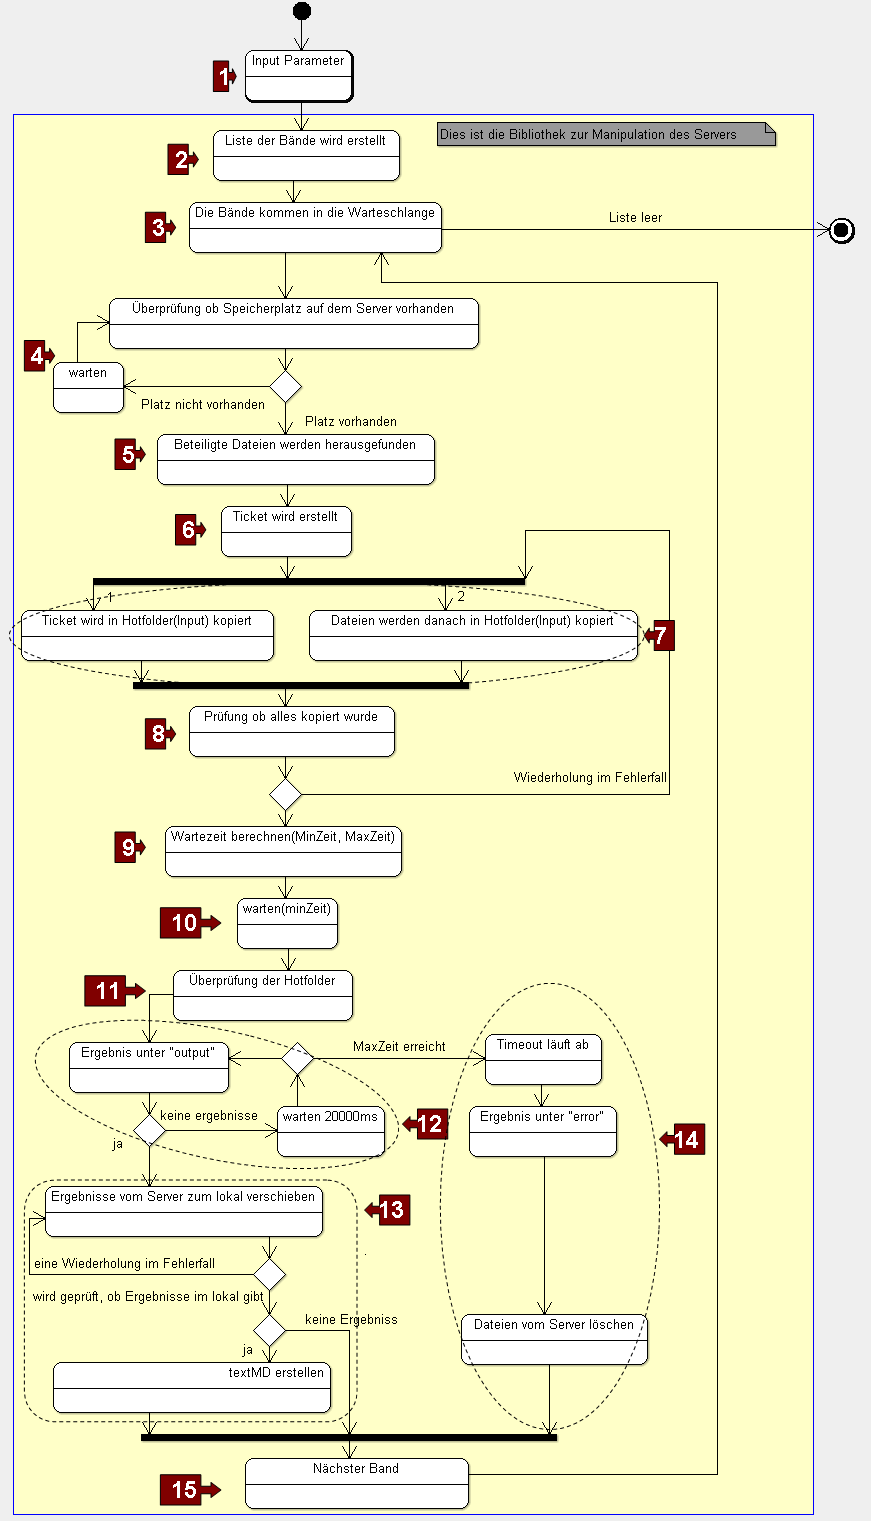 Input Parameter
1
Dies ist die Bibliothek zur Manipulation des Servers
Liste der Bände wird erstellt
2
Die Bände kommen in die Warteschlange
3
Liste leer
Überprüfung ob Speicherplatz auf dem Server vorhanden
4
warten
Platz nicht vorhanden
Platz vorhanden
Beteiligte Dateien werden herausgefunden
5
Ticket wird erstellt
6
1
2
Ticket wird in Hotfolder(Input) kopiert
Dateien werden danach in Hotfolder(Input) kopiert
7
Prüfung ob alles kopiert wurde
8
Wiederholung im Fehlerfall
Wartezeit berechnen(MinZeit, MaxZeit)
9
warten(minZeit)
10
Überprüfung der Hotfolder
11
Ergebnis unter "output"
MaxZeit erreicht
Timeout läuft ab
keine ergebnisse
warten 20000ms
12
Ergebnis unter "error"
14
ja
Ergebnisse vom Server zum lokal verschieben
13
eine Wiederholung im Fehlerfall
wird geprüft, ob Ergebnisse im lokal gibt
keine Ergebniss
Dateien vom Server löschen
ja
textMD erstellen
Nächster Band
15